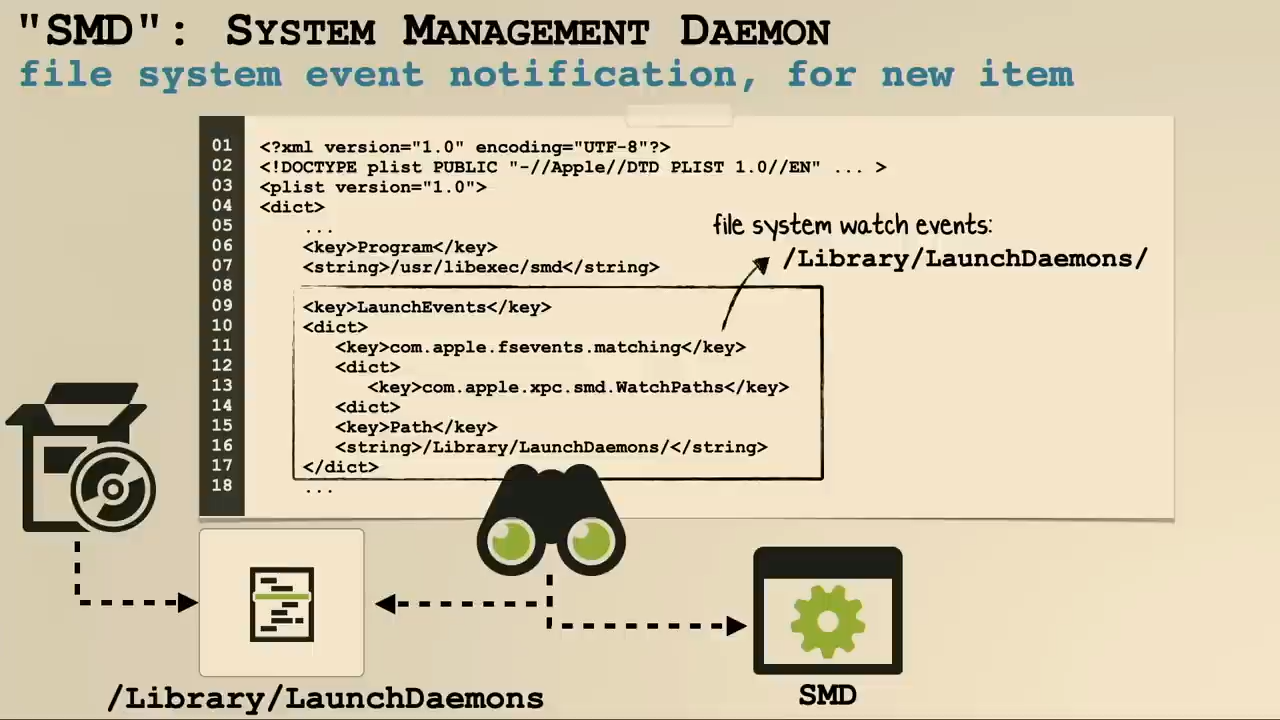 "SMD": System Management Daemon
file system event notification, for new item
01 <?xml version="1.0" encoding="UTF-8"?>
02 <!DOCTYPE plist PUBLIC "-//Apple//DTD PLIST 1.0//EN" ... >
03 <plist version="1.0">
04 <dict>
05 ...
06 <key>Program</key>
07 <string>/usr/libexec/smd</string>
08
09 <key>LaunchEvents</key>
10 <dict>
11 <key>com.apple.fsevents.matching</key>
12 <dict>
13 <key>com.apple.xpc.smd.WatchPaths</key>
14 <dict>
15 <key>Path</key>
16 <string>/Library/LaunchDaemons/</string>
17 </dict>
18 ...
file system watch events:
/Library/LaunchDaemons/
/Library/LaunchDaemons
SMD